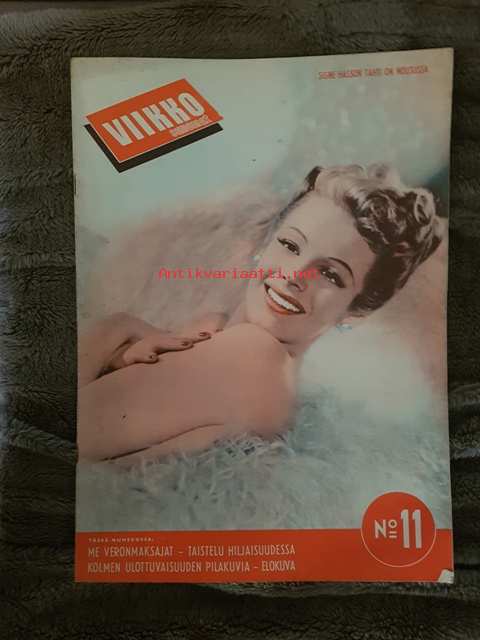 SIGNE HASSON TÄHTI ON NOUSUSSA
VIIKKO
Antikvariaatti.net
TÄSSÄ NUMEROSSA:
ME VERONMAKSAJAT – TAISTELU HILJAISUUDESSA
KOLMEN ULOTTUVAISUUDEN PILAKUVIA – ELOKUVA
No 11